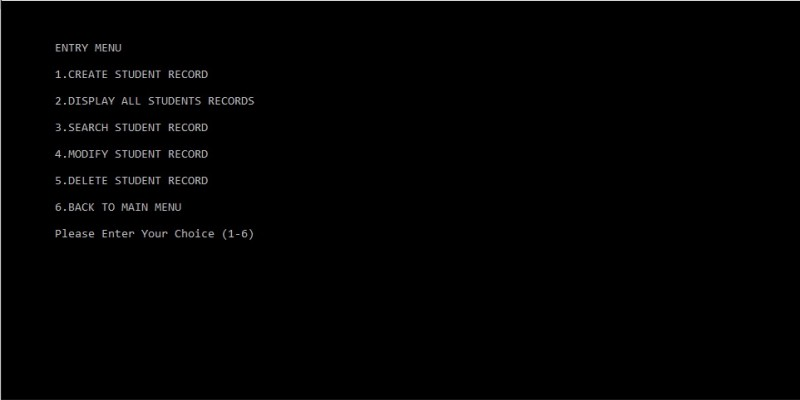 ENTRY MENU
1.CREATE STUDENT RECORD
2.DISPLAY ALL STUDENTS RECORDS
3.SEARCH STUDENT RECORD
4.MODIFY STUDENT RECORD
5.DELETE STUDENT RECORD
6.BACK TO MAIN MENU
Please Enter Your Choice (1-6)